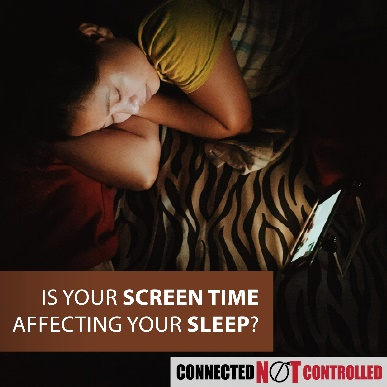 IS YOUR SCREEN TIME
AFFECTING YOUR SLEEP?
CONNECTED NOT CONTROLLED